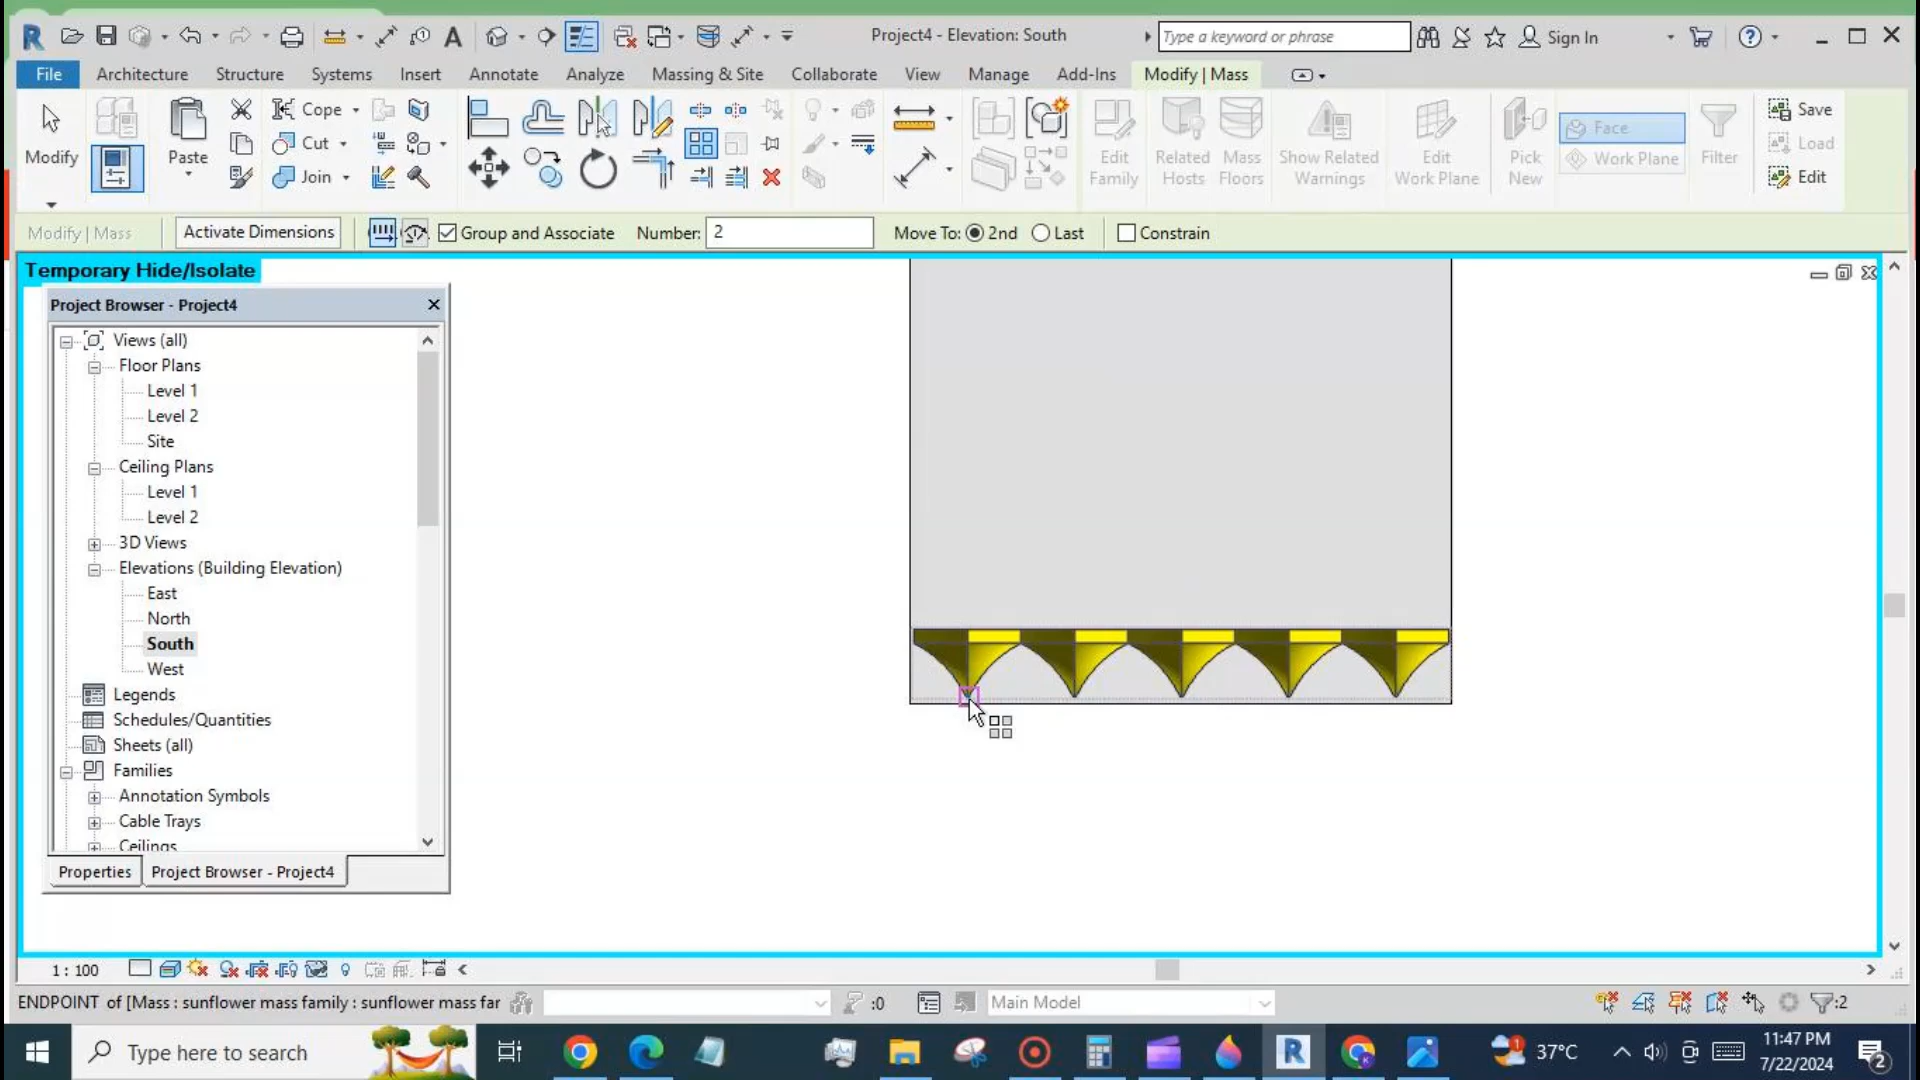 Project4 - Elevation: South
Type a keyword or phrase
Sign In
File
Architecture
Structure
Systems
Insert
Annotate
Analyze
Massing & Site
Collaborate
View
Manage
Add-Ins
Modify | Mass
Modify
Paste
Cope
Cut
Join
Edit
Family
Related
Hosts
Mass
Floors
Show Related
Warnings
Edit
Work Plane
Pick
New
Face
Work Plane
Filter
Save
Load
Edit
Modify | Mass
Activate Dimensions
Group and Associate
Number: 2
Move To: 2nd
Last
Constrain
Temporary Hide/Isolate
Project Browser - Project4
Views (all)
Floor Plans
Level 1
Level 2
Site
Ceiling Plans
Level 1
Level 2
3D Views
Elevations (Building Elevation)
East
North
South
West
Legends
Schedules/Quantities
Sheets (all)
Families
Annotation Symbols
Cable Trays
Ceilings
Properties
Project Browser - Project4
1 : 100
ENDPOINT of [Mass : sunflower mass family : sunflower mass far
:0
Main Model
:2
Type here to search
37°C
11:47 PM
7/22/2024
2